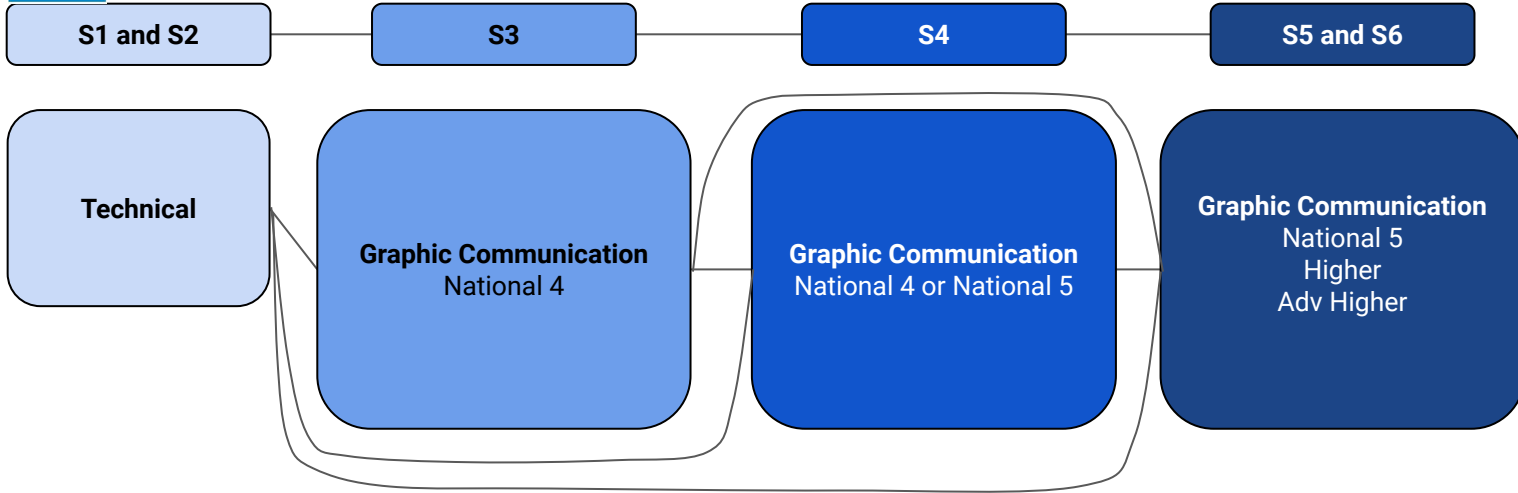 S1 and S2
S3
S4
S5 and S6
Technical
Graphic Communication
National 4
Graphic Communication
National 4 or National 5
Graphic Communication
National 5
Higher
Adv Higher